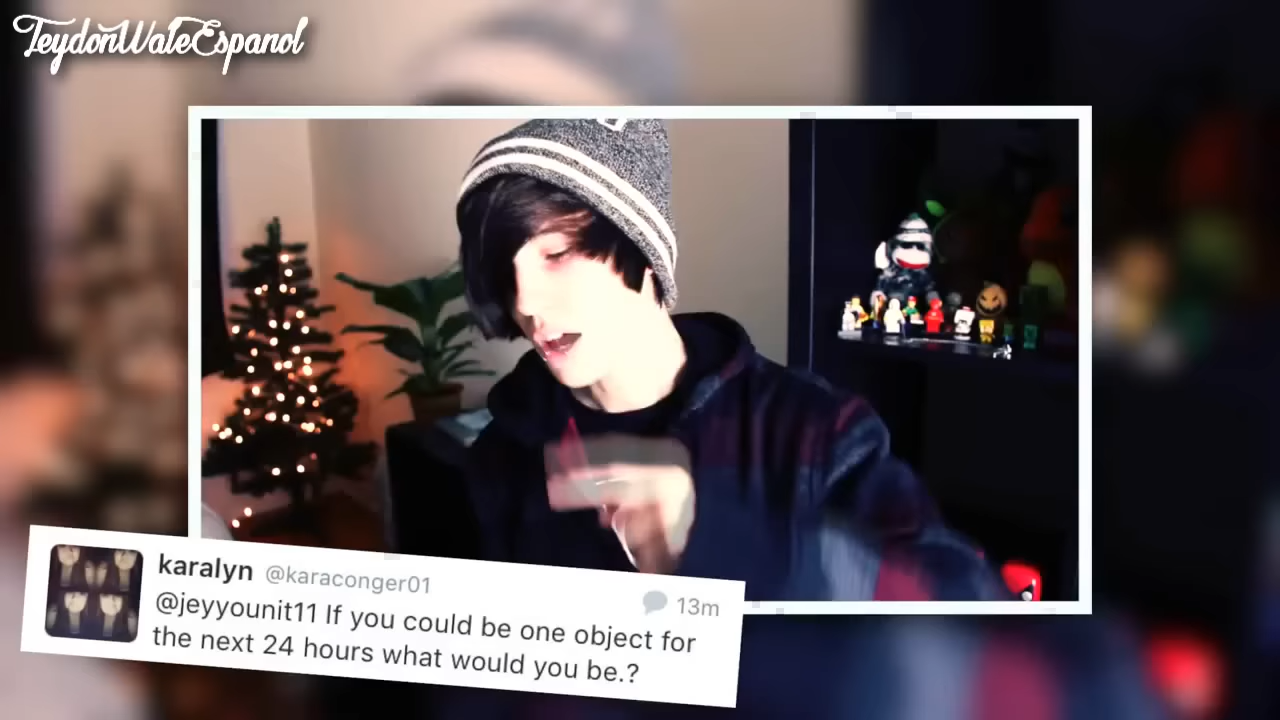 TeydonWaleEspanol
karalyn @karaconger01
13m
@jeyyounit11 If you could be one object for
the next 24 hours what would you be.?